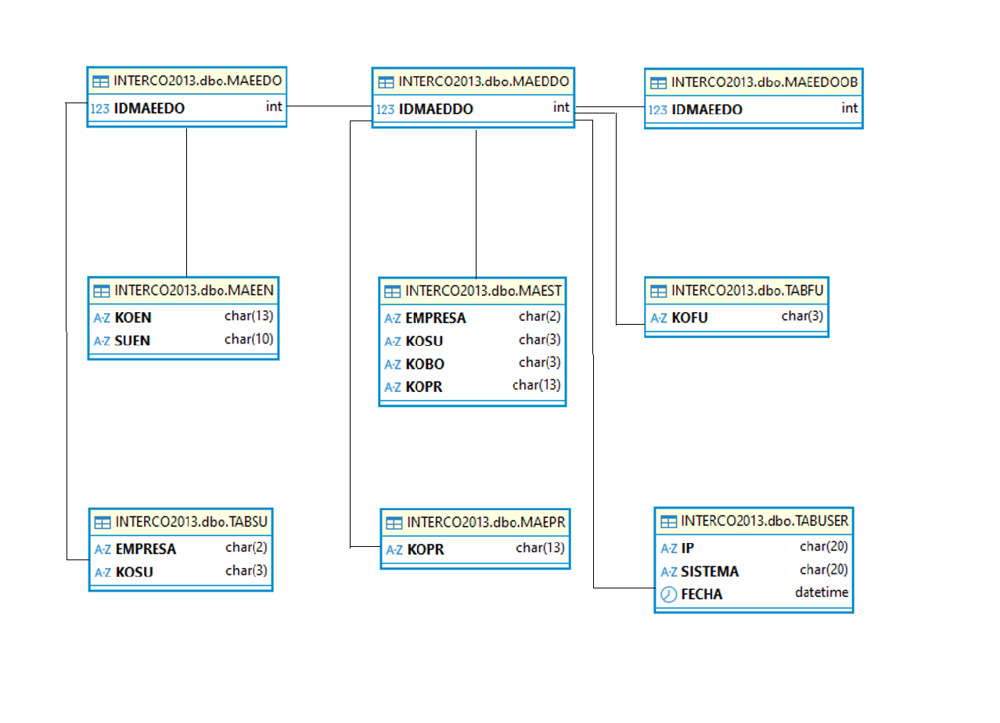 INTERCO2013.dbo.MAEEDO
123 IDMAEEDO int
INTERCO2013.dbo.MAEDDO
123 IDMAEDDO int
INTERCO2013.dbo.MAEEDOOB
123 IDMAEEDO int
INTERCO2013.dbo.MAEEN
A-Z KOEN char(13)
A-Z SUEN char(10)
INTERCO2013.dbo.MAEST
A-Z EMPRESA char(2)
A-Z KOSU char(3)
A-Z KOBO char(3)
A-Z KOPR char(13)
INTERCO2013.dbo.TABFU
A-Z KOFU char(3)
INTERCO2013.dbo.TABSU
A-Z EMPRESA char(2)
A-Z KOSU char(3)
INTERCO2013.dbo.MAEPR
A-Z KOPR char(13)
INTERCO2013.dbo.TABUSER
A-Z IP char(20)
A-Z SISTEMA char(20)
FECHA datetime